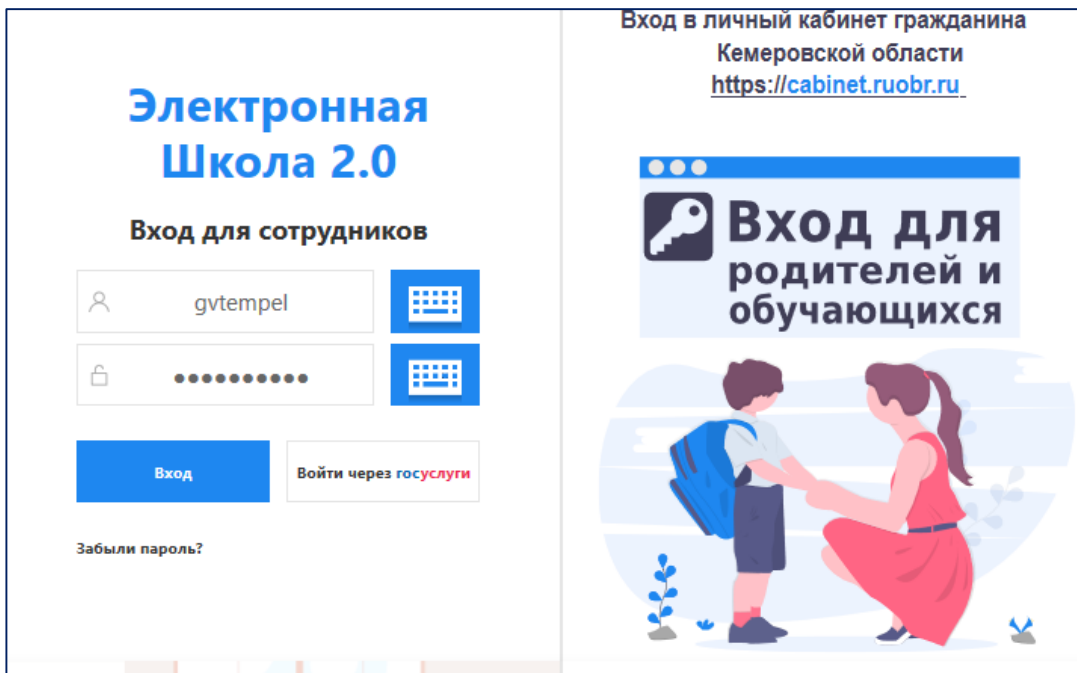 Электронная
Школа 2.0
Вход для сотрудников
gvtempel
••••••••••
Вход
Войти через госуслуги
Забыли пароль?
Вход в личный кабинет гражданина
Кемеровской области
https://cabinet.ruobr.ru
Вход для
родителей и
обучающихся